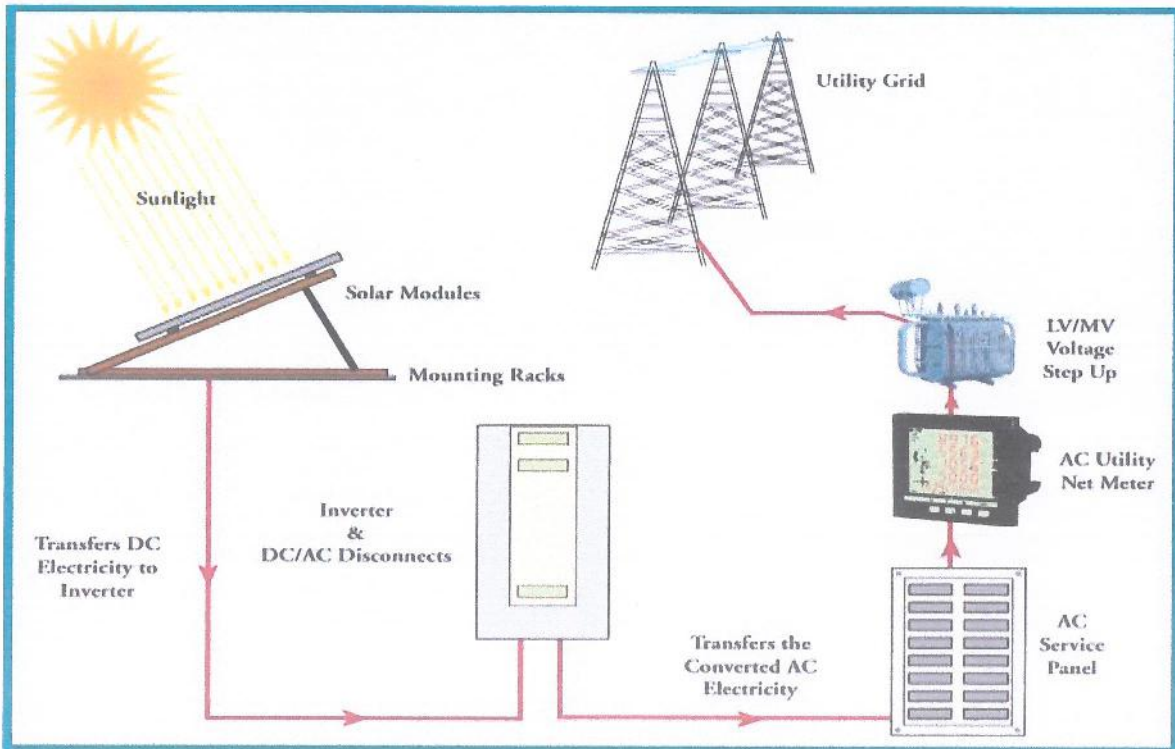 Sunlight
Solar Modules
Mounting Racks
Transfers DC
Electricity to
Inverter
Inverter
&
DC/AC Disconnects
Transfers the
Converted AC
Electricity
AC
Service
Panel
AC Utility
Net Meter
LV/MV
Voltage
Step Up
Utility Grid